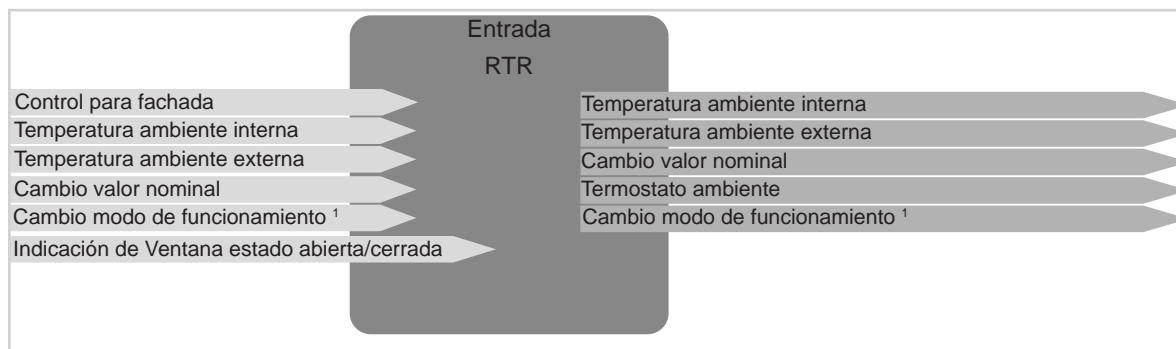 Entrada
RTR
Control para fachada
Temperatura ambiente interna
Temperatura ambiente externa
Cambio valor nominal
Cambio modo de funcionamiento ¹
Indicación de Ventana estado abierta/cerrada
Temperatura ambiente interna
Temperatura ambiente externa
Cambio valor nominal
Termostato ambiente
Cambio modo de funcionamiento ¹